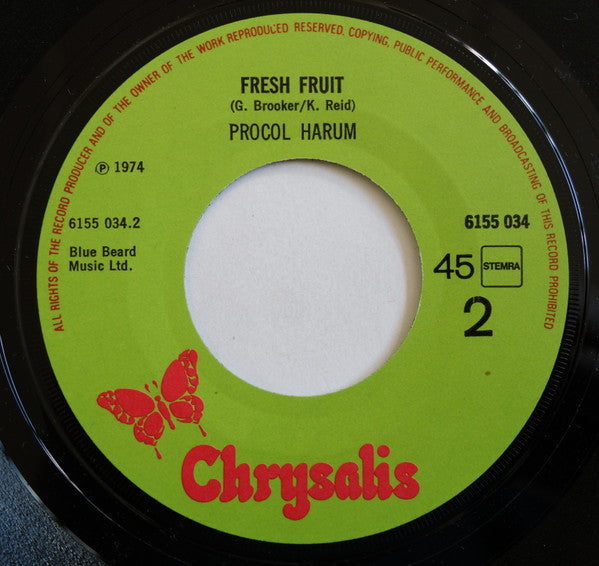 ALL RIGHTS OF THE RECORD PRODUCER AND OF THE OWNER OF THE WORK REPRODUCED RESERVED. COPYING, PUBLIC PERFORMANCE AND BROADCASTING OF THIS RECORD PROHIBITED
FRESH FRUIT
(G. Brooker/K. Reid)
PROCOL HARUM
℗ 1974
6155 034.2
6155 034
Blue Beard
Music Ltd.
45 STEMRA
2
Chrysalis